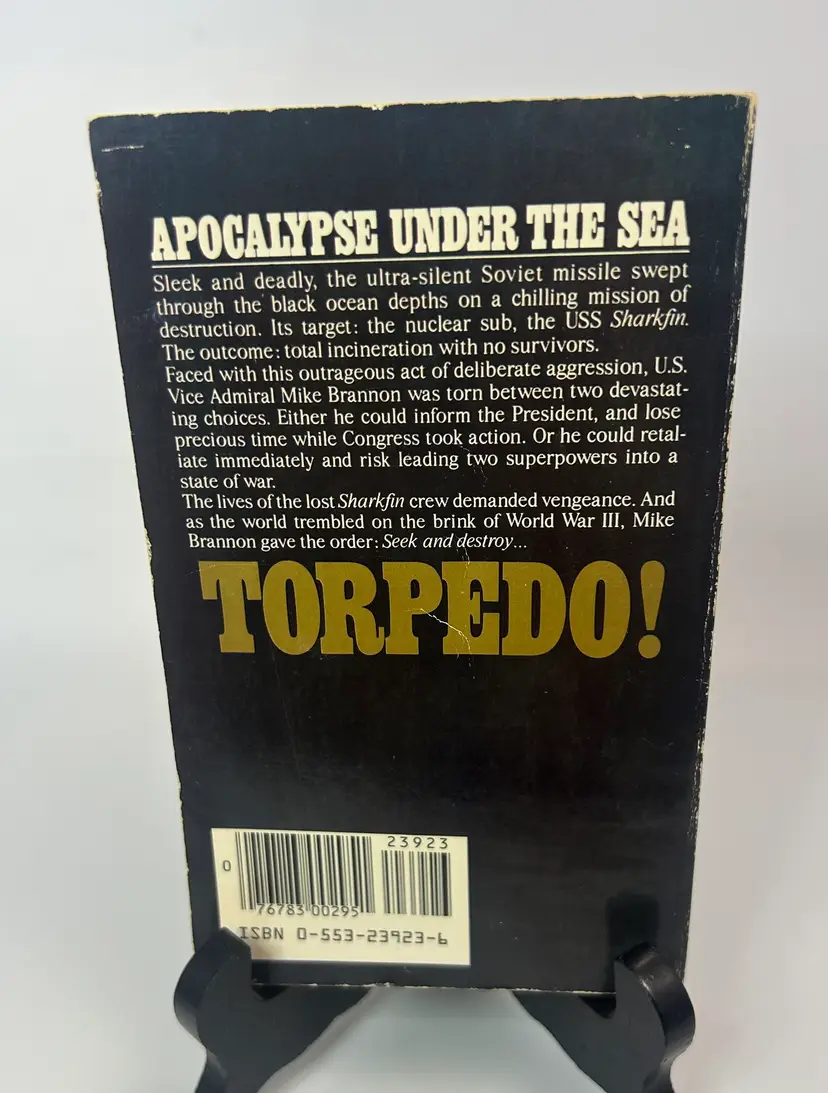 APOCALYPSE UNDER THE SEA
Sleek and deadly, the ultra-silent Soviet missile swept
through the black ocean depths on a chilling mission of
destruction. Its target: the nuclear sub, the USS Sharkfin.
The outcome: total incineration with no survivors.
Faced with this outrageous act of deliberate aggression, U.S.
Vice Admiral Mike Brannon was torn between two devastat-
ing choices. Either he could inform the President, and lose
precious time while Congress took action. Or he could retal-
iate immediately and risk leading two superpowers into a
state of war.
The lives of the lost Sharkfin crew demanded vengeance. And
as the world trembled on the brink of World War III, Mike
Brannon gave the order: Seek and destroy...
TORPEDO!
23923
0
76783 00295
ISBN 0-553-23923-6